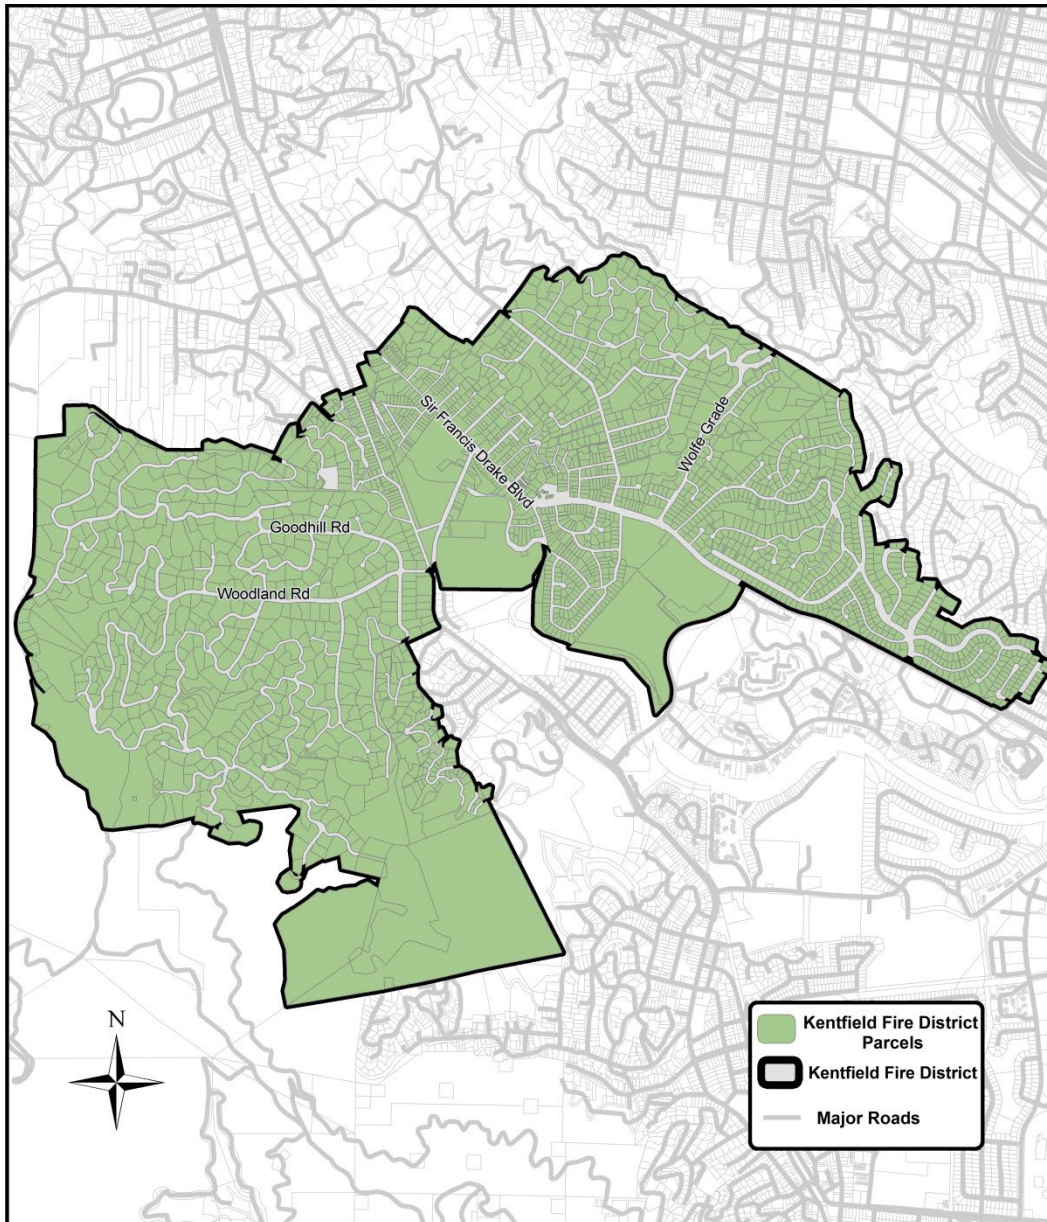 Sir Francis Drake Blvd
Wolfe Grade
Goodhill Rd
Woodland Rd
N
Kentfield Fire District
Parcels
Kentfield Fire District
Major Roads